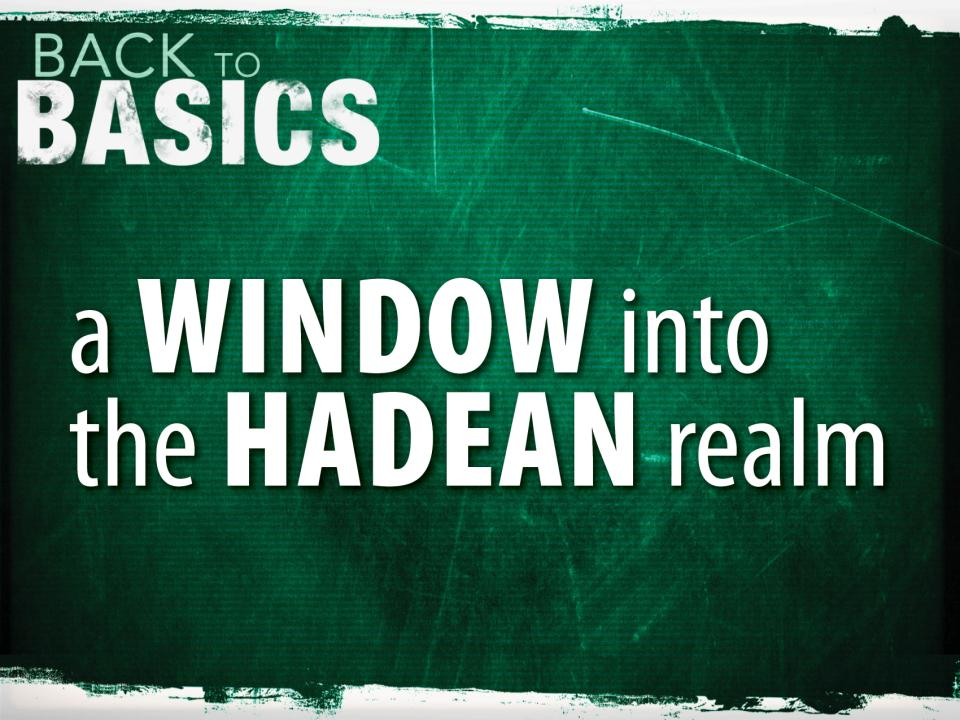 BACK TO
BASICS
a WINDOW into
the HADEAN realm